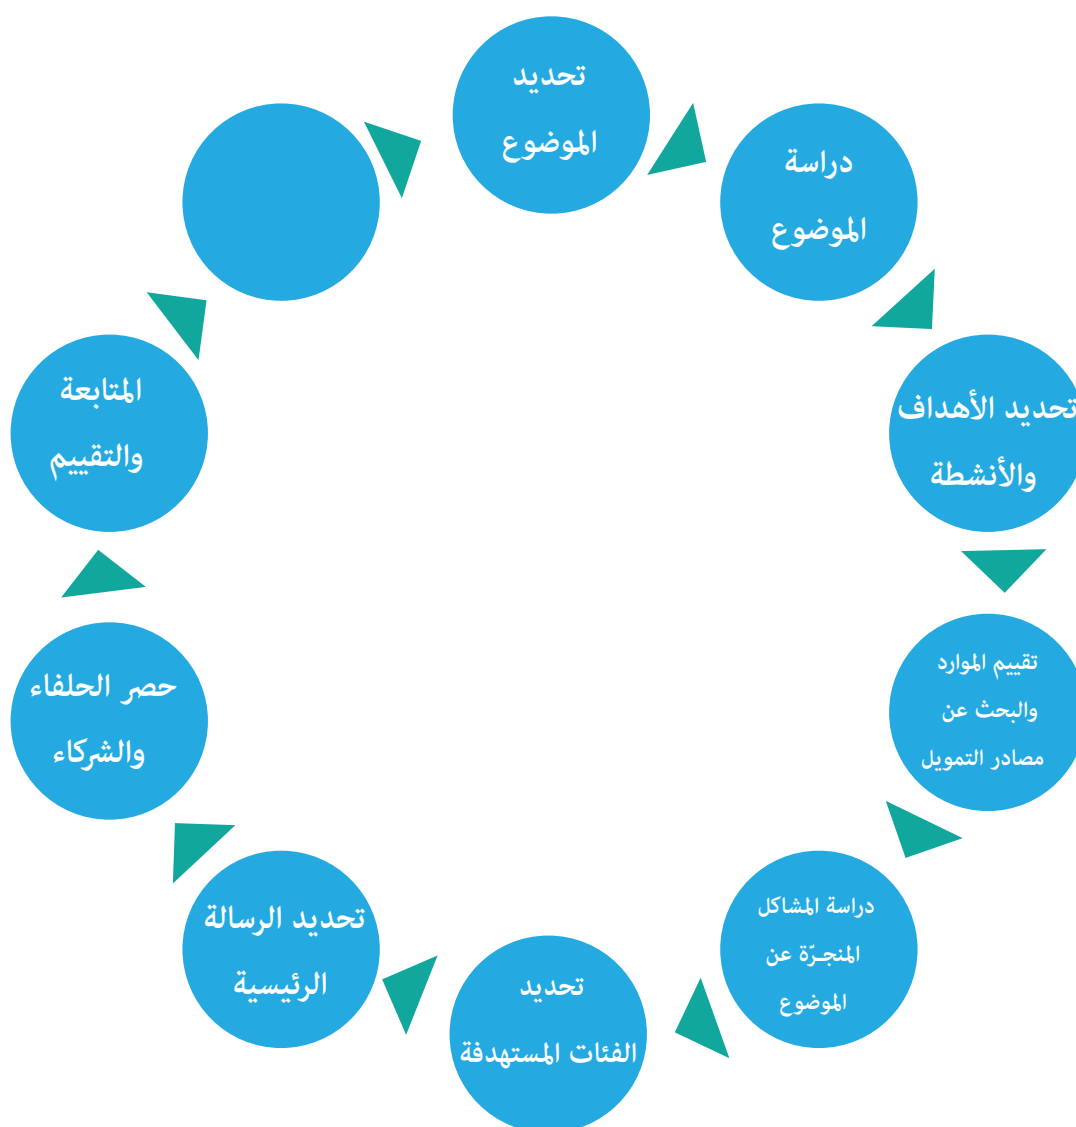 تحديد
الموضوع
دراسة
الموضوع
تحديد الأهداف
والأنشطة
تقييم الموارد
والبحث عن
مصادر التمويل
دراسة المشاكل
المنجـرّة عن
الموضوع
تحديد
الفئات المستهدفة
تحديد الرسالة
الرئيسية
حصر الحلفاء
والشركاء
المتابعة
والتقييم